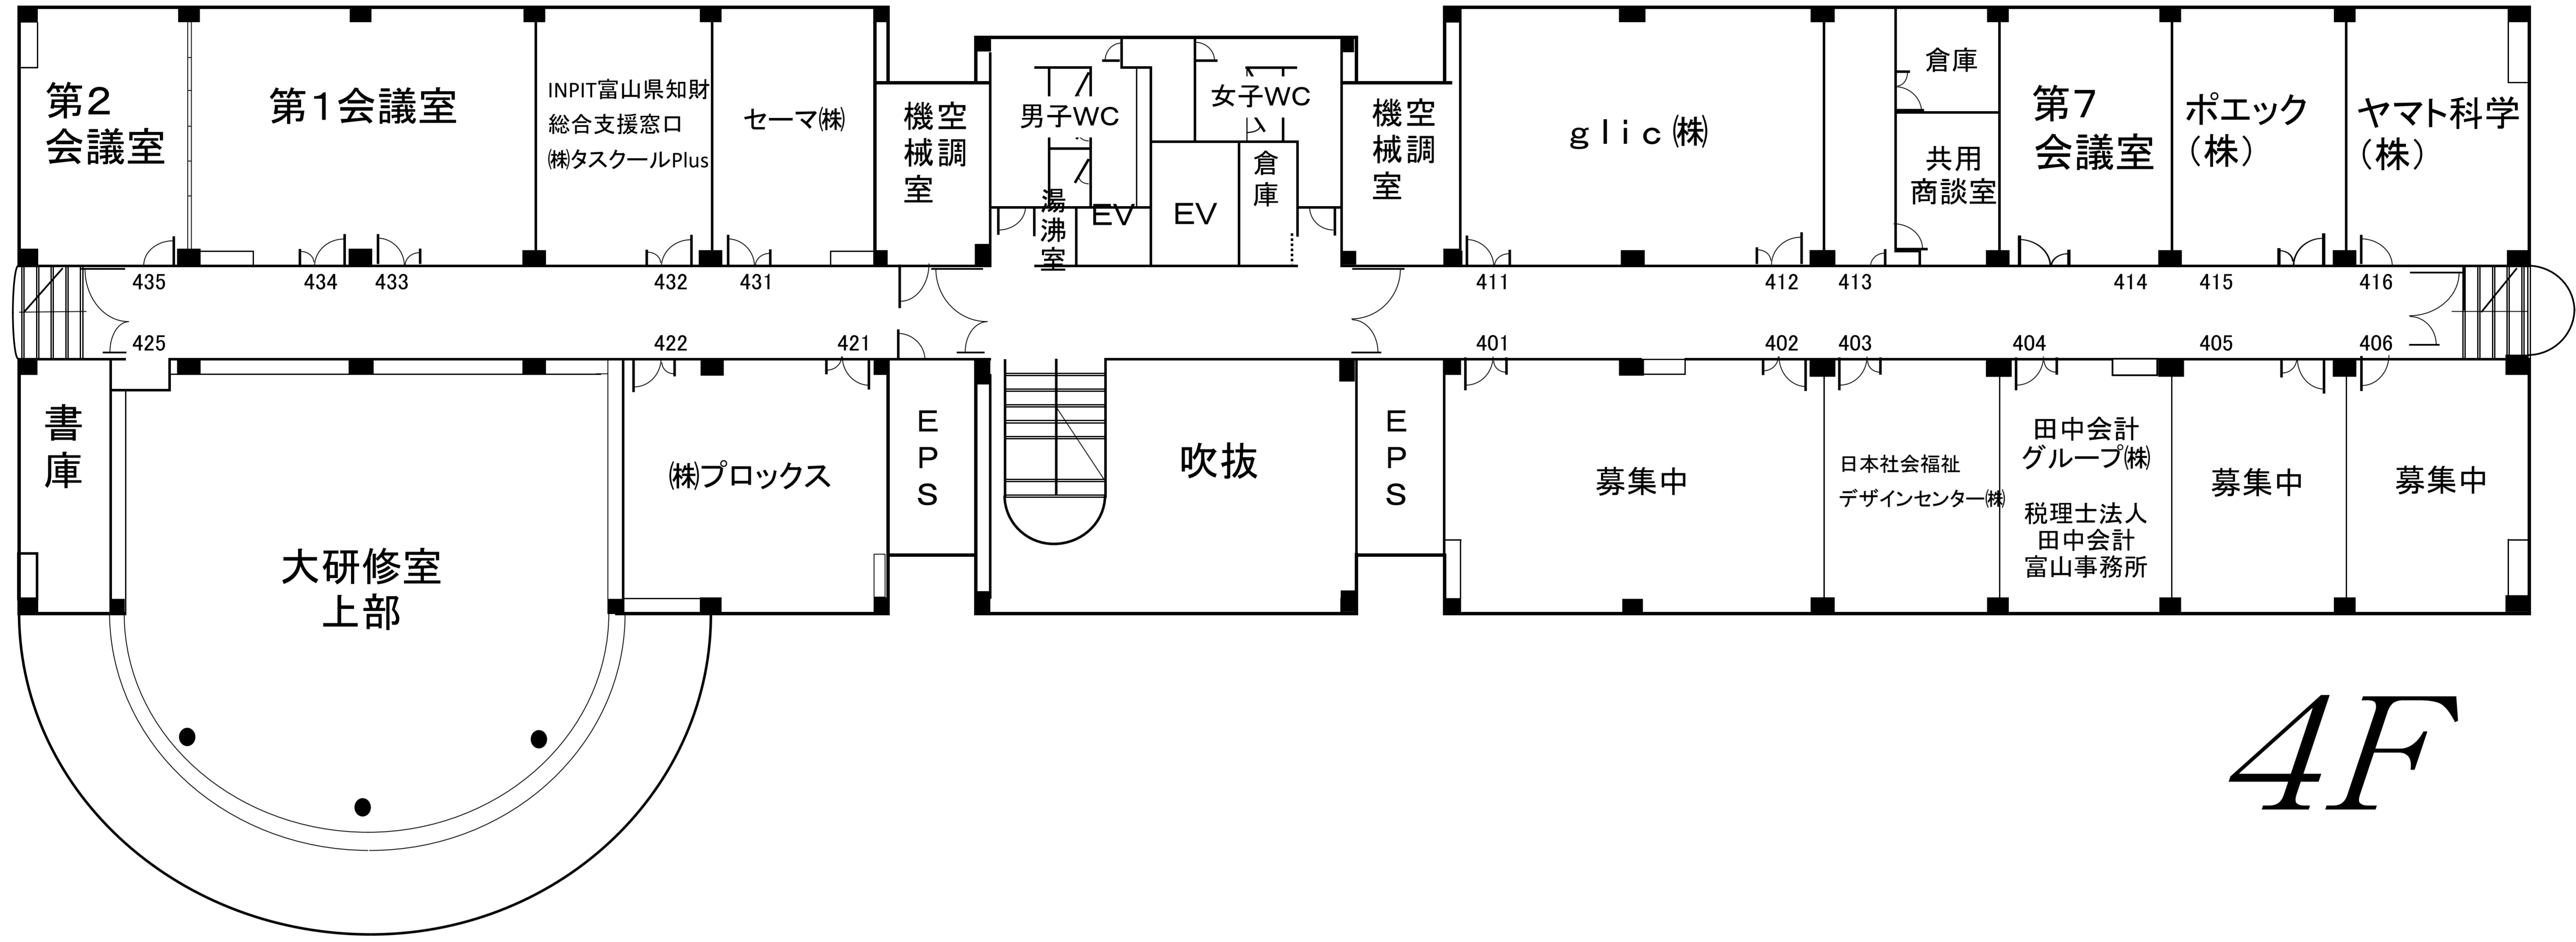 第２
会議室
第１会議室
INPIT富山県知財
総合支援窓口
㈱タスクールPlus
セーマ㈱
空調
機械室
男子WC
女子WC
湯沸室
EV
EV
倉庫
空調
機械室
ｇｌｉｃ㈱
倉庫
共用
商談室
第７
会議室
ポエック
（株）
ヤマト科学
（株）
435
434
433
432
431
411
412
413
414
415
416
425
422
421
401
402
403
404
405
406
書庫
大研修室
上部
㈱プロックス
EPS
吹抜
EPS
募集中
日本社会福祉
デザインセンター㈱
田中会計
グループ㈱
税理士法人
田中会計
富山事務所
募集中
募集中
4F